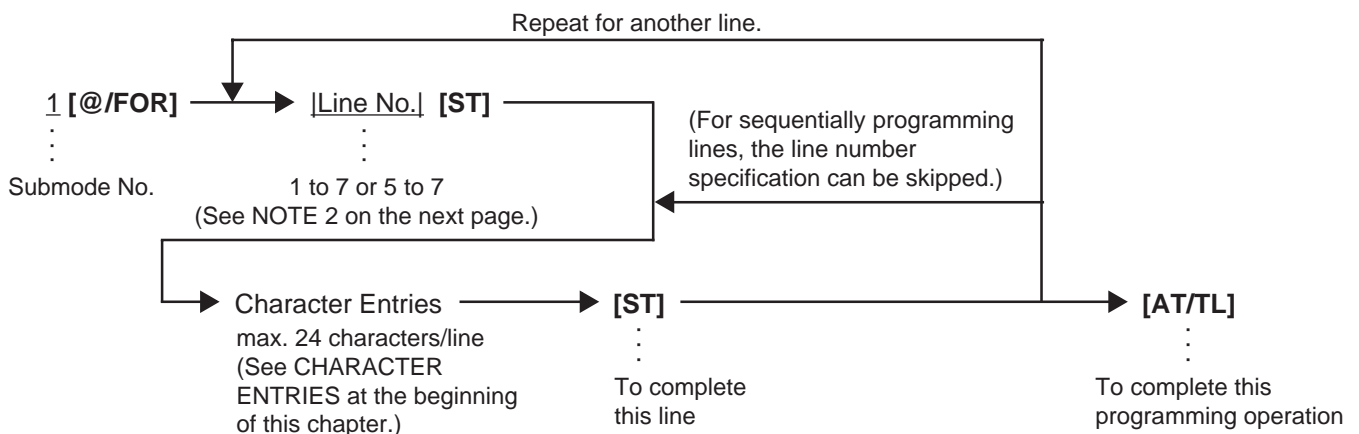 Repeat for another line.
1 [@/FOR]
|Line No.| [ST]
(For sequentially programming
lines, the line number
specification can be skipped.)
Submode No.
1 to 7 or 5 to 7
(See NOTE 2 on the next page.)
Character Entries
max. 24 characters/line
(See CHARACTER
ENTRIES at the beginning
of this chapter.)
[ST]
To complete
this line
[AT/TL]
To complete this
programming operation